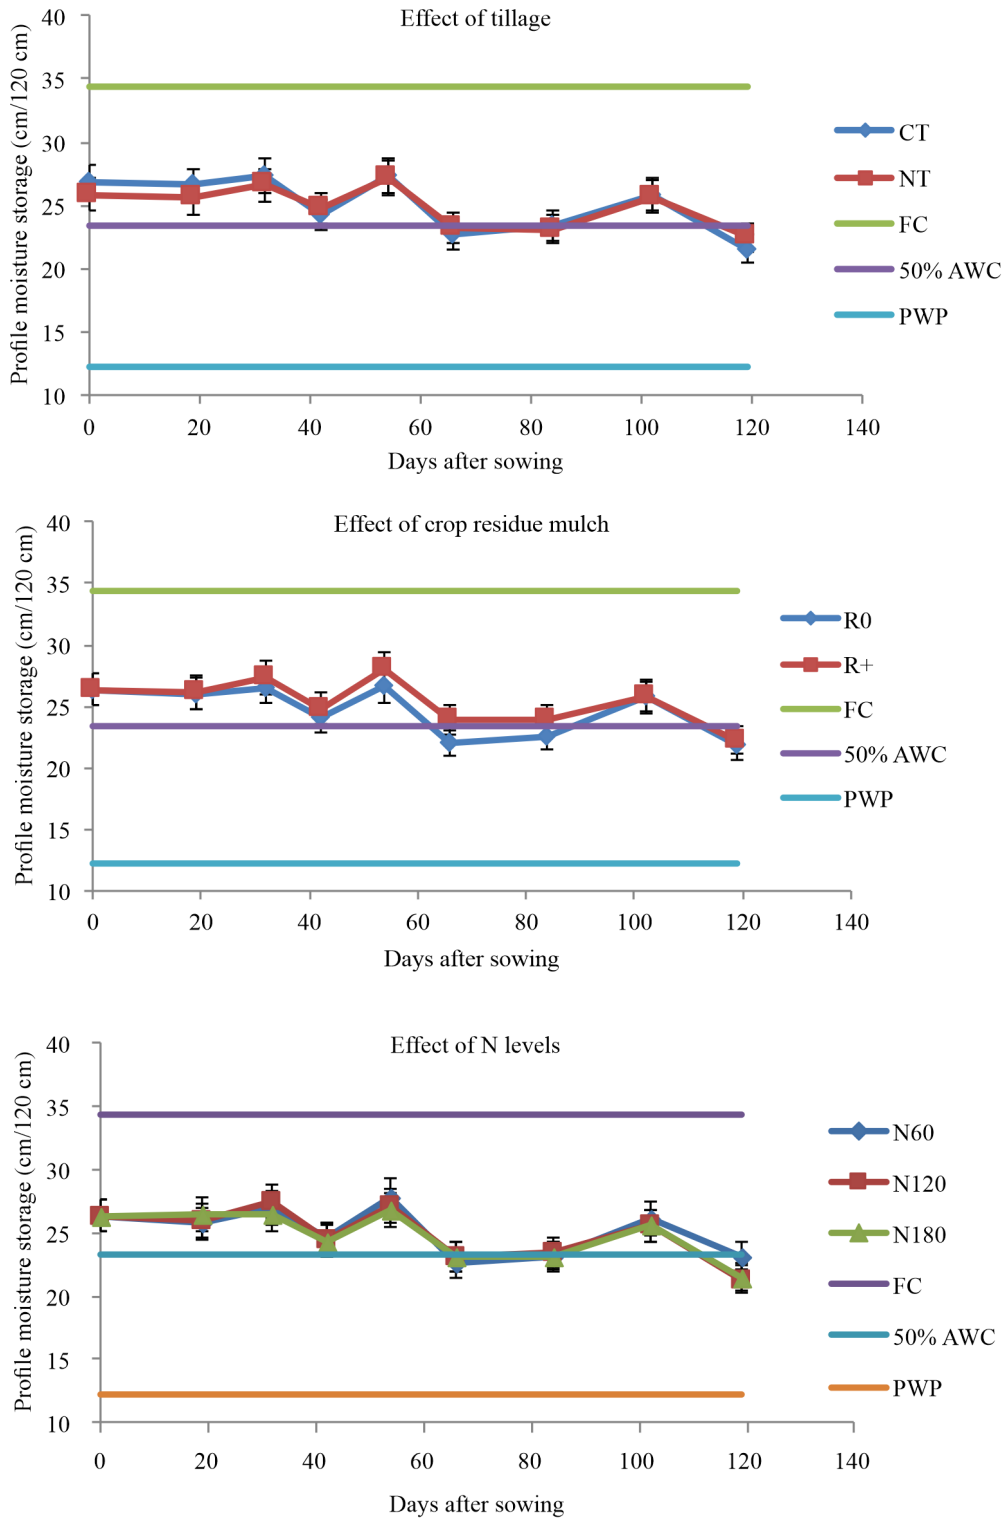 Effect of tillage
Profile moisture storage (cm/120 cm)
40
35
30
25
20
15
10
0 20 40 60 80 100 120 140
Days after sowing
CT
NT
FC
50% AWC
PWP
Effect of crop residue mulch
Profile moisture storage (cm/120 cm)
40
35
30
25
20
15
10
0 20 40 60 80 100 120 140
Days after sowing
R0
R+
FC
50% AWC
PWP
Effect of N levels
Profile moisture storage (cm/120 cm)
40
35
30
25
20
15
10
0 20 40 60 80 100 120 140
Days after sowing
N60
N120
N180
FC
50% AWC
PWP